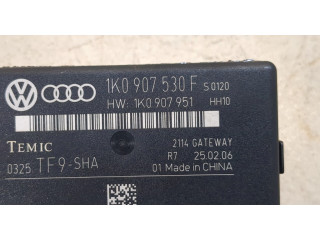 1K0 907 530 F S0120
HW: 1K0 907 951 HH10
TEMIC
2114 GATEWAY
0325 TF9-SHA
R7 25.02.06
01 Made in CHINA